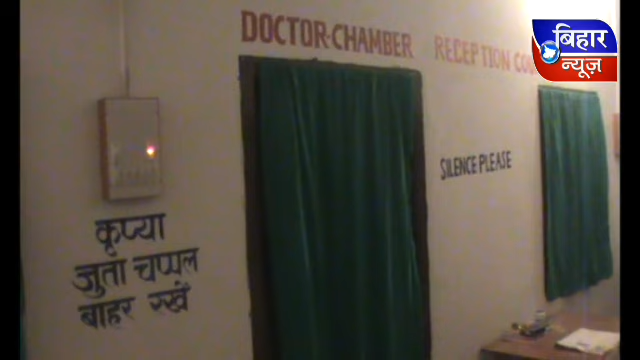 DOCTOR-CHAMBER
RECEPTION
SILENCE PLEASE
कृप्या
जुता चप्पल
बाहर रखें
बिहार
न्यूज़